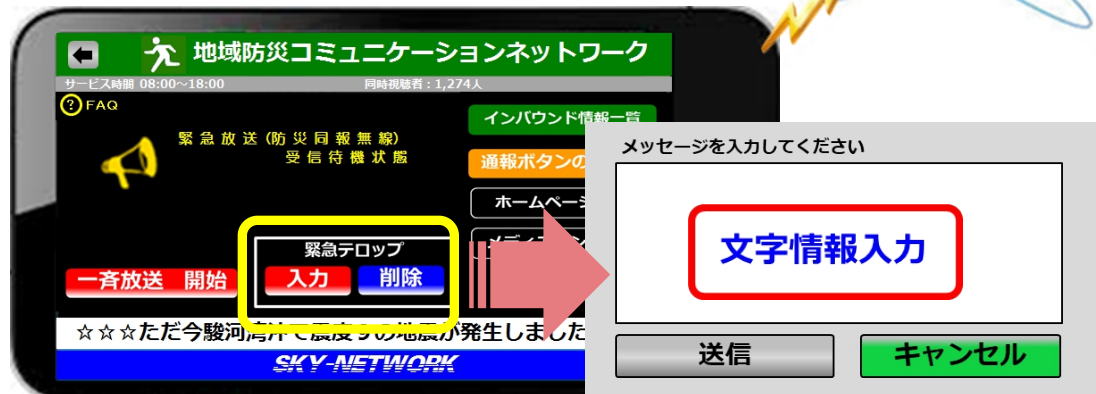 地域防災コミュニケーションネットワーク
サービス時間 08:00～18:00 同時視聴者：1,274人
? FAQ
インバウンド情報一覧
緊急放送(防災同報無線)
受信待機状態
通報ボタンの
ホームペー
緊急テロップ
一斉放送 開始
入力 削除
☆☆☆ただ今駿河湾沖で震度9の地震が発生しました
SKY-NETWORK
メッセージを入力してください
文字情報入力
送信 キャンセル